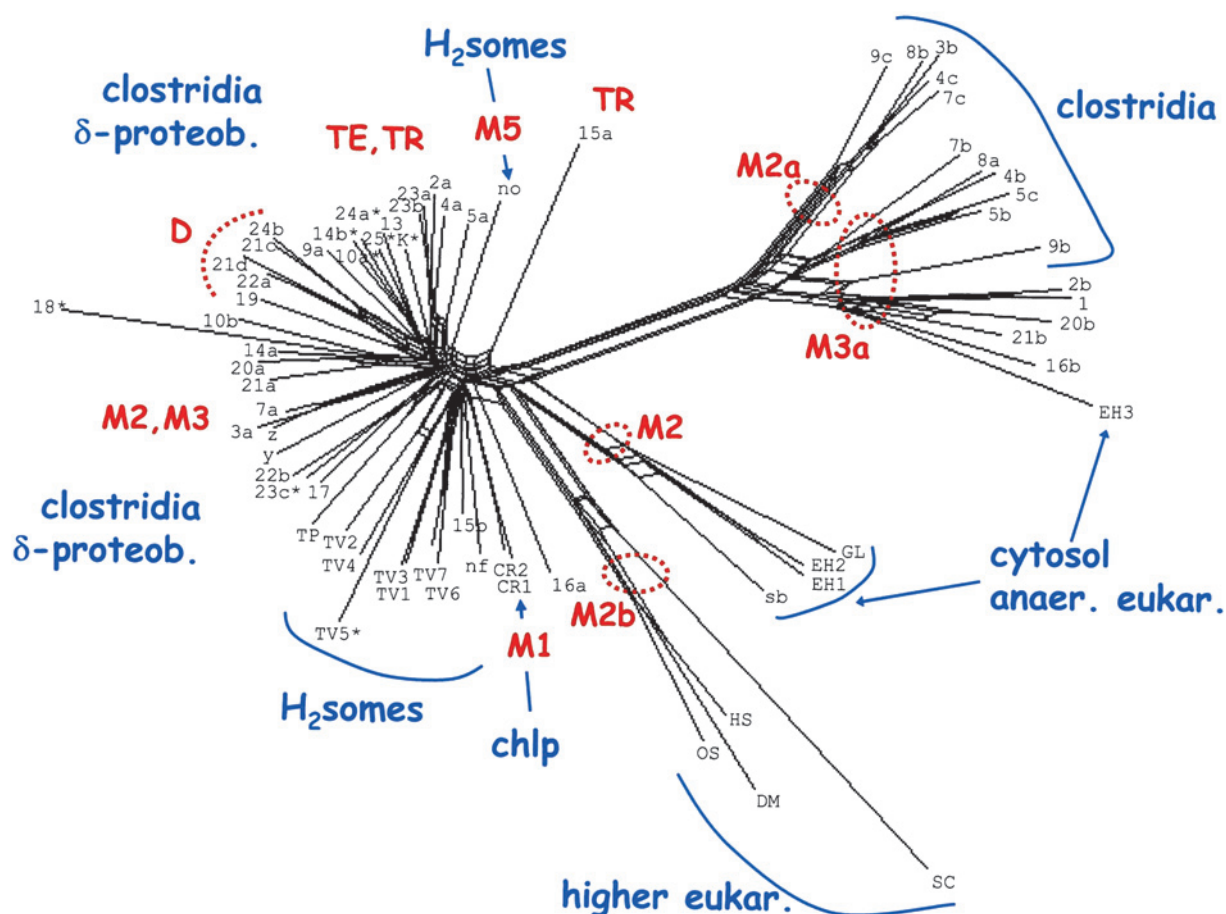 H₂somes
clostridia
δ-proteob.
TE, TR
M5
TR
15a
no
9c
8b
3b
4c
7c
clostridia
M2a
7b
8a
4b
5c
5b
9b
2b
1
20b
21b
16b
EH3
M3a
D
24b
21c
21d
22a
19
18*
10b
9a
14b*
24a*
10a*
25*
13
K*
23a
23b
2a
4a
5a
14a
20a
21a
7a
3a
z
y
22b
23c*
17
M2, M3
clostridia
δ-proteob.
TP
TV2
TV4
TV3
TV1
TV7
TV6
TV5*
15b
nf
CR2
CR1
16a
M1
chlp
H₂somes
M2
M2b
GL
EH2
EH1
sb
cytosol
anaer. eukar.
HS
OS
DM
SC
higher eukar.